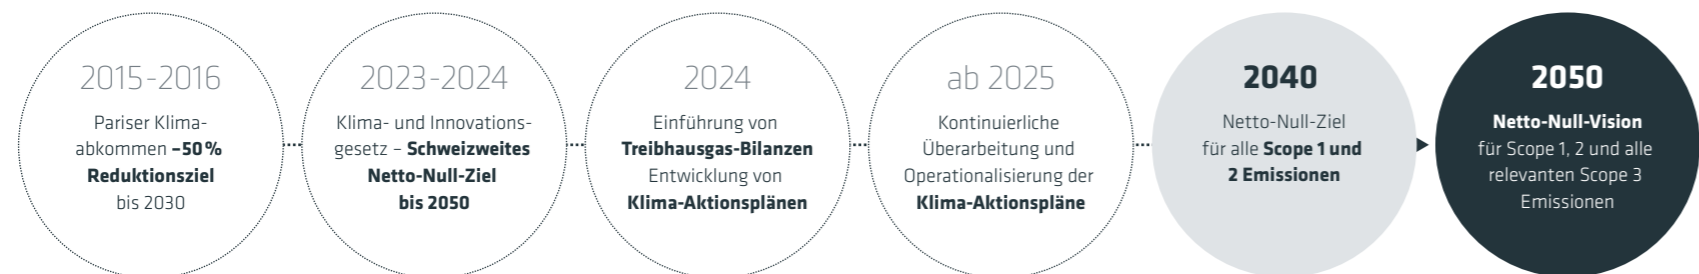 2015-2016
Pariser Klima-
abkommen –50 %
Reduktionsziel
bis 2030
2023-2024
Klima- und Innovations-
gesetz – Schweizweites
Netto-Null-Ziel
bis 2050
2024
Einführung von
Treibhausgas-Bilanzen
Entwicklung von
Klima-Aktionsplänen
ab 2025
Kontinuierliche
Überarbeitung und
Operationalisierung der
Klima-Aktionspläne
2040
Netto-Null-Ziel
für alle Scope 1 und
2 Emissionen
2050
Netto-Null-Vision
für Scope 1, 2 und alle
relevanten Scope 3
Emissionen